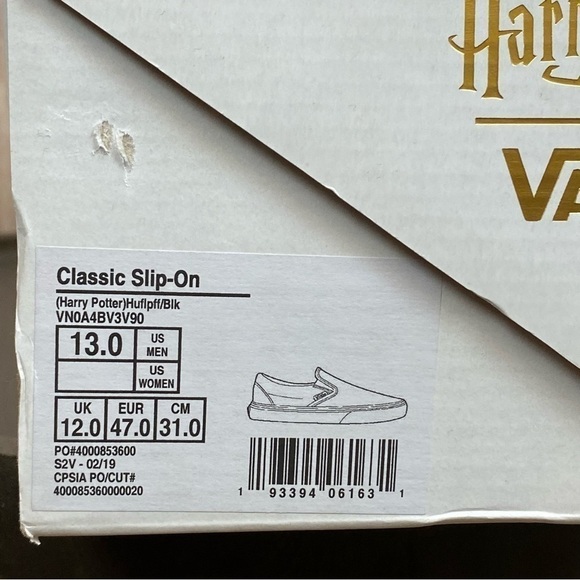 Harr
VA
Classic Slip-On
(Harry Potter)Huflpff/Blk
VN0A4BV3V90
13.0 US MEN
US WOMEN
UK EUR CM
12.0 47.0 31.0
PO#4000853600
S2V - 02/19
CPSIA PO/CUT#
400085360000020
1 93394 06163 1